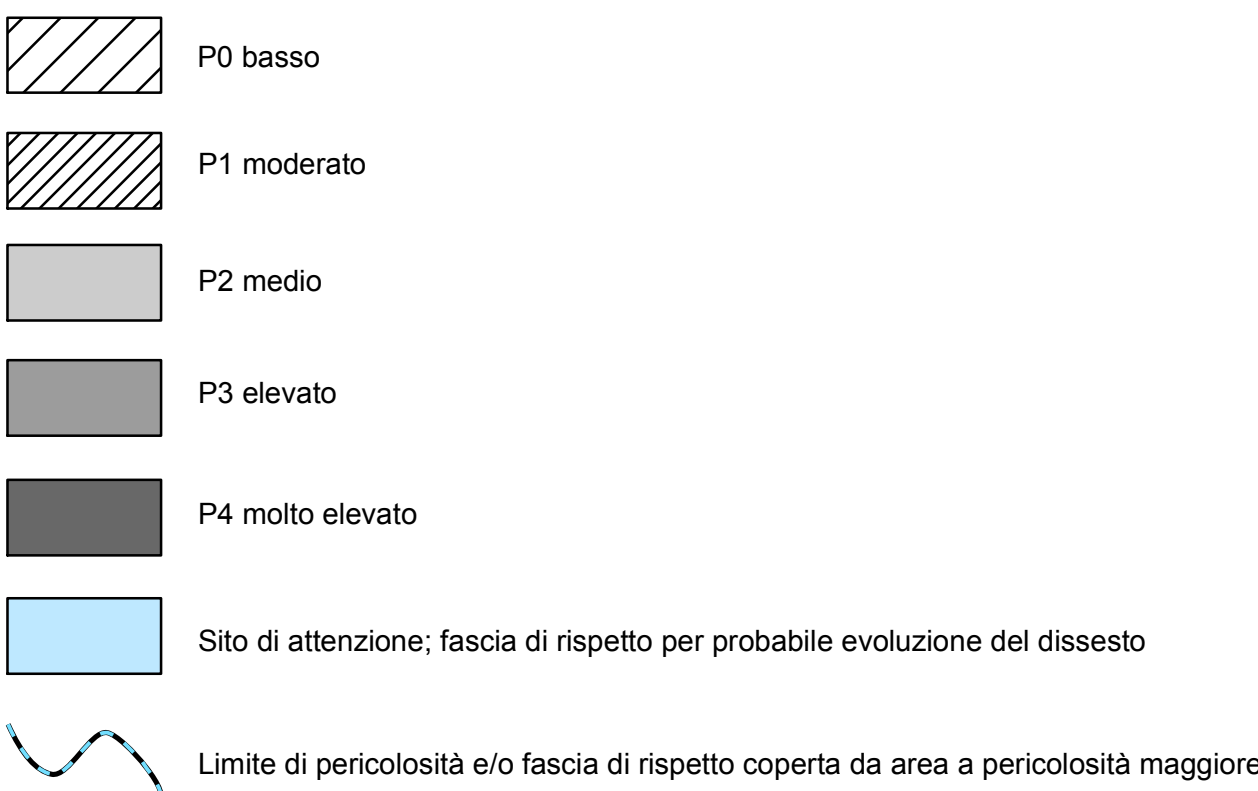 P0 basso
P1 moderato
P2 medio
P3 elevato
P4 molto elevato
Sito di attenzione; fascia di rispetto per probabile evoluzione del dissesto
Limite di pericolosità e/o fascia di rispetto coperta da area a pericolosità maggiore